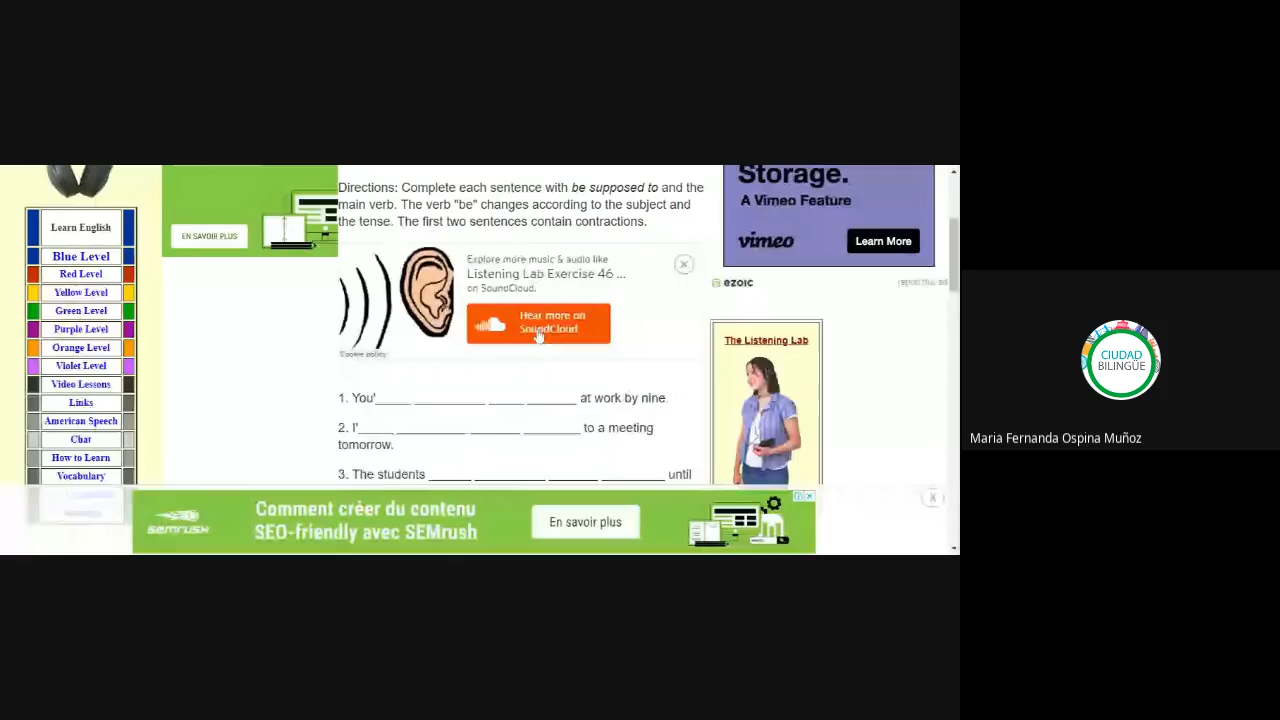 Learn English
Blue Level
Red Level
Yellow Level
Green Level
Purple Level
Orange Level
Violet Level
Video Lessons
Links
American Speech
Chat
How to Learn
Vocabulary
EN SAVOIR PLUS
Directions: Complete each sentence with be supposed to and the
main verb. The verb "be" changes according to the subject and
the tense. The first two sentences contain contractions.
Explore more music & audio like
Listening Lab Exercise 46 ...
on SoundCloud.
Hear more on
SoundCloud
Cookie policy
1. You'_____ __________ _____ _______ at work by nine.
2. I'_____ __________ _______ ________ to a meeting
tomorrow.
3. The students ______ _________ _______ _________ until
Storage.
A Vimeo Feature
vimeo
Learn More
ezoic
The Listening Lab
semrush
Comment créer du contenu
SEO-friendly avec SEMrush
En savoir plus
X
CIUDAD
BILINGÜE
Maria Fernanda Ospina Muñoz